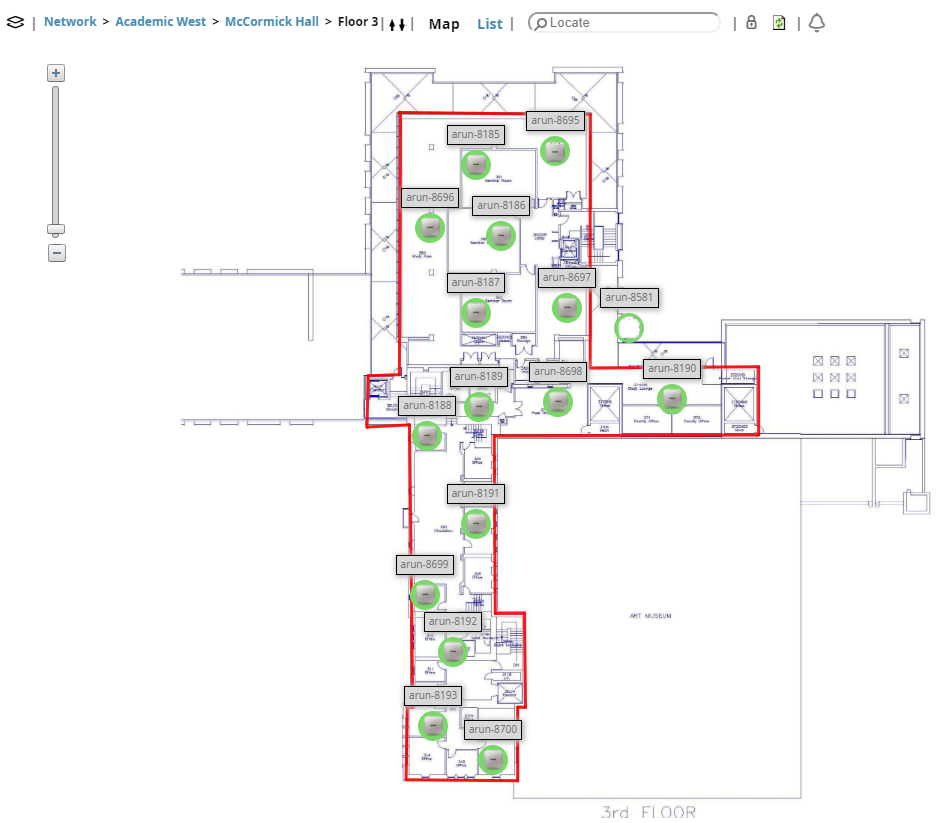 | Network > Academic West > McCormick Hall > Floor 3 | | Map List | Locate | |
arun-8695
arun-8185
arun-8696
arun-8186
arun-8187
arun-8697
arun-8581
arun-8189
arun-8698
arun-8190
arun-8188
arun-8191
arun-8699
arun-8192
arun-8193
arun-8700
ART MUSEUM
3rd FLOOR